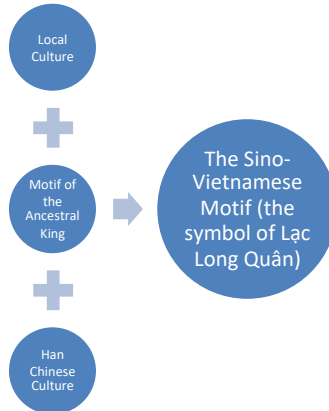 Local
Culture
Motif of
the
Ancestral
King
Han
Chinese
Culture
The Sino-
Vietnamese
Motif (the
symbol of Lạc
Long Quân)